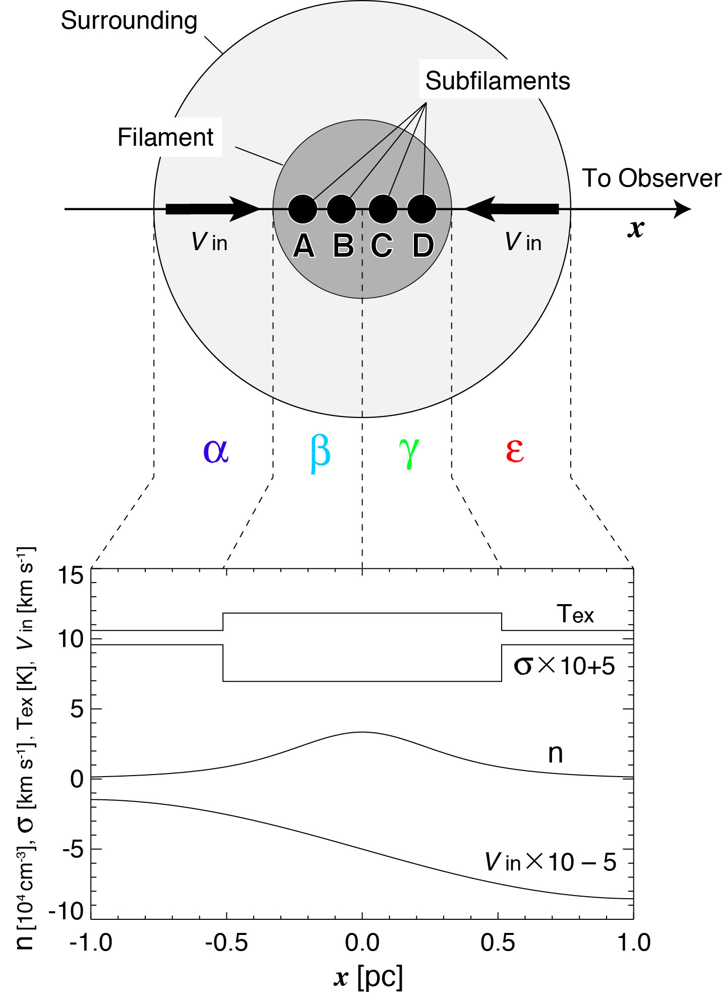 Surrounding
Subfilaments
Filament
To Observer
x
V in
V in
A B C D
α β γ ε
n [10⁴ cm⁻³], σ [km s⁻¹], Tex [K], V in [km s⁻¹]
15
10
5
0
-5
-10
Tex
σ×10+5
n
V in×10 – 5
-1.0 -0.5 0.0 0.5 1.0
x [pc]